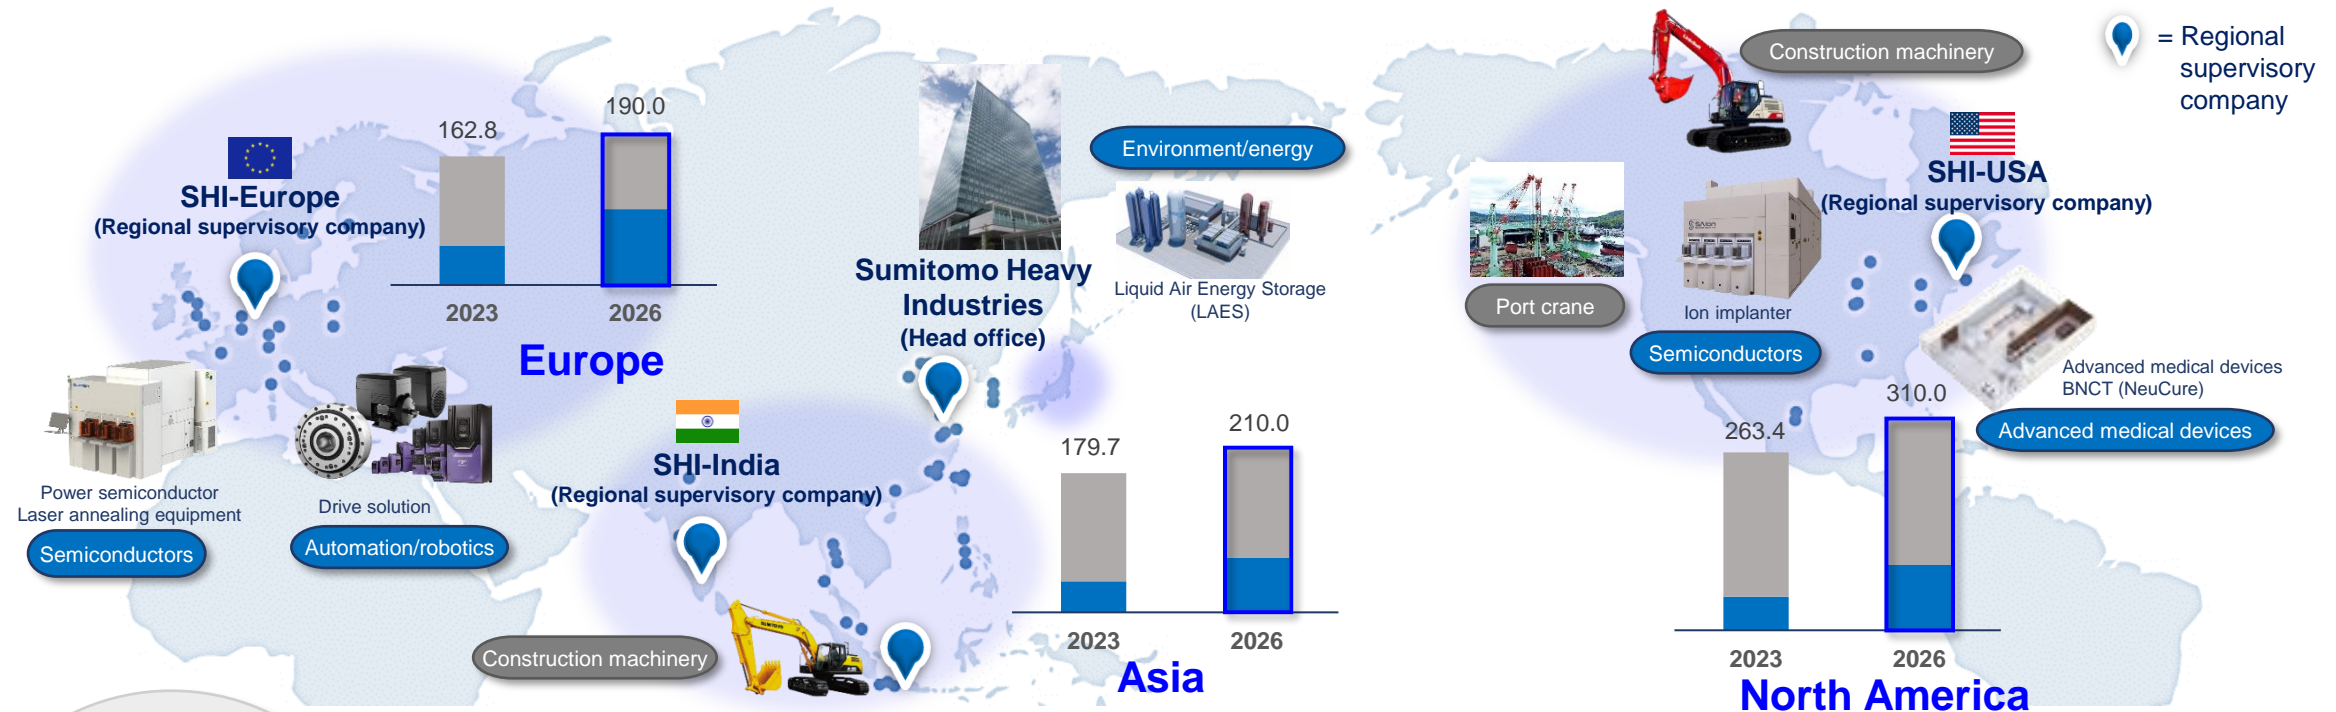 = Regional
supervisory
company
190.0
162.8
2023
2026
Europe
SHI-Europe
(Regional supervisory company)
Power semiconductor
Laser annealing equipment
Semiconductors
Drive solution
Automation/robotics
Sumitomo Heavy
Industries
(Head office)
Environment/energy
Liquid Air Energy Storage
(LAES)
SHI-India
(Regional supervisory company)
Construction machinery
210.0
179.7
2023
2026
Asia
Construction machinery
Port crane
Ion implanter
Semiconductors
SHI-USA
(Regional supervisory company)
Advanced medical devices
BNCT (NeuCure)
Advanced medical devices
310.0
263.4
2023
2026
North America